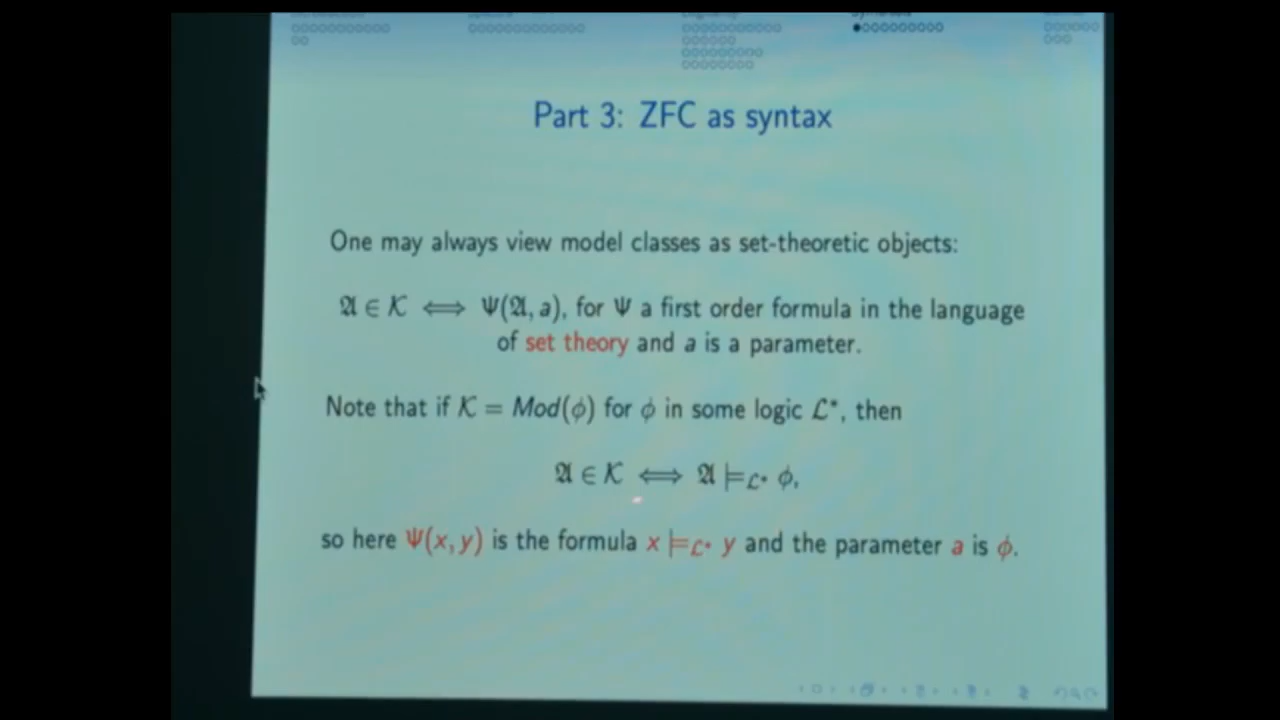 Part 3: ZFC as syntax
One may always view model classes as set-theoretic objects:
𝔄 ∈ 𝒦 ⟺ Ψ(𝔄, a), for Ψ a first order formula in the language
of set theory and a is a parameter.
Note that if 𝒦 = Mod(ϕ) for ϕ in some logic ℒ*, then
𝔄 ∈ 𝒦 ⟺ 𝔄 ⊨ℒ* ϕ,
so here Ψ(x, y) is the formula x ⊨ℒ* y and the parameter a is ϕ.